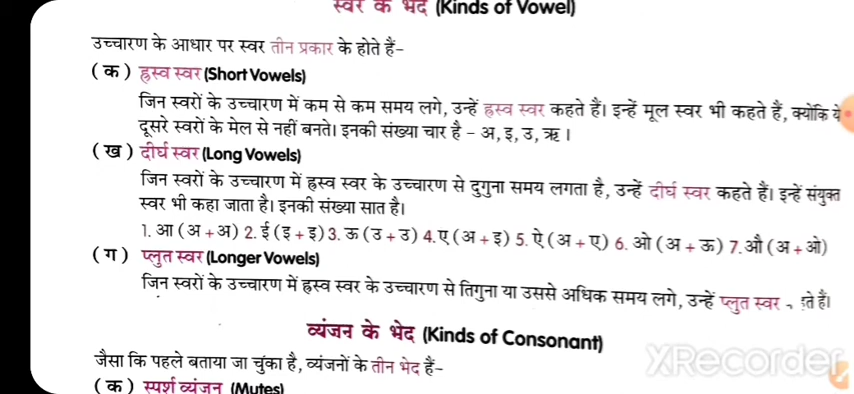 स्वर के भेद (Kinds of Vowel)
उच्चारण के आधार पर स्वर तीन प्रकार के होते हैं-
(क) ह्रस्व स्वर (Short Vowels)
जिन स्वरों के उच्चारण में कम से कम समय लगे, उन्हें ह्रस्व स्वर कहते हैं। इन्हें मूल स्वर भी कहते हैं, क्योंकि ये
दूसरे स्वरों के मेल से नहीं बनते। इनकी संख्या चार है - अ, इ, उ, ऋ ।
(ख) दीर्घ स्वर (Long Vowels)
जिन स्वरों के उच्चारण में ह्रस्व स्वर के उच्चारण से दुगुना समय लगता है, उन्हें दीर्घ स्वर कहते हैं। इन्हें संयुक्त
स्वर भी कहा जाता है। इनकी संख्या सात है।
1. आ (अ + अ) 2. ई (इ + इ) 3. ऊ (उ + उ) 4. ए (अ + इ) 5. ऐ (अ + ए) 6. ओ (अ + ऊ) 7. औ (अ + ओ)
(ग) प्लुत स्वर (Longer Vowels)
जिन स्वरों के उच्चारण में ह्रस्व स्वर के उच्चारण से तिगुना या उससे अधिक समय लगे, उन्हें प्लुत स्वर हैं।
व्यंजन के भेद (Kinds of Consonant)
जैसा कि पहले बताया जा चुका है, व्यंजनों के तीन भेद हैं-
(क) स्पर्श व्यंजन (Mutes)
XRecorder